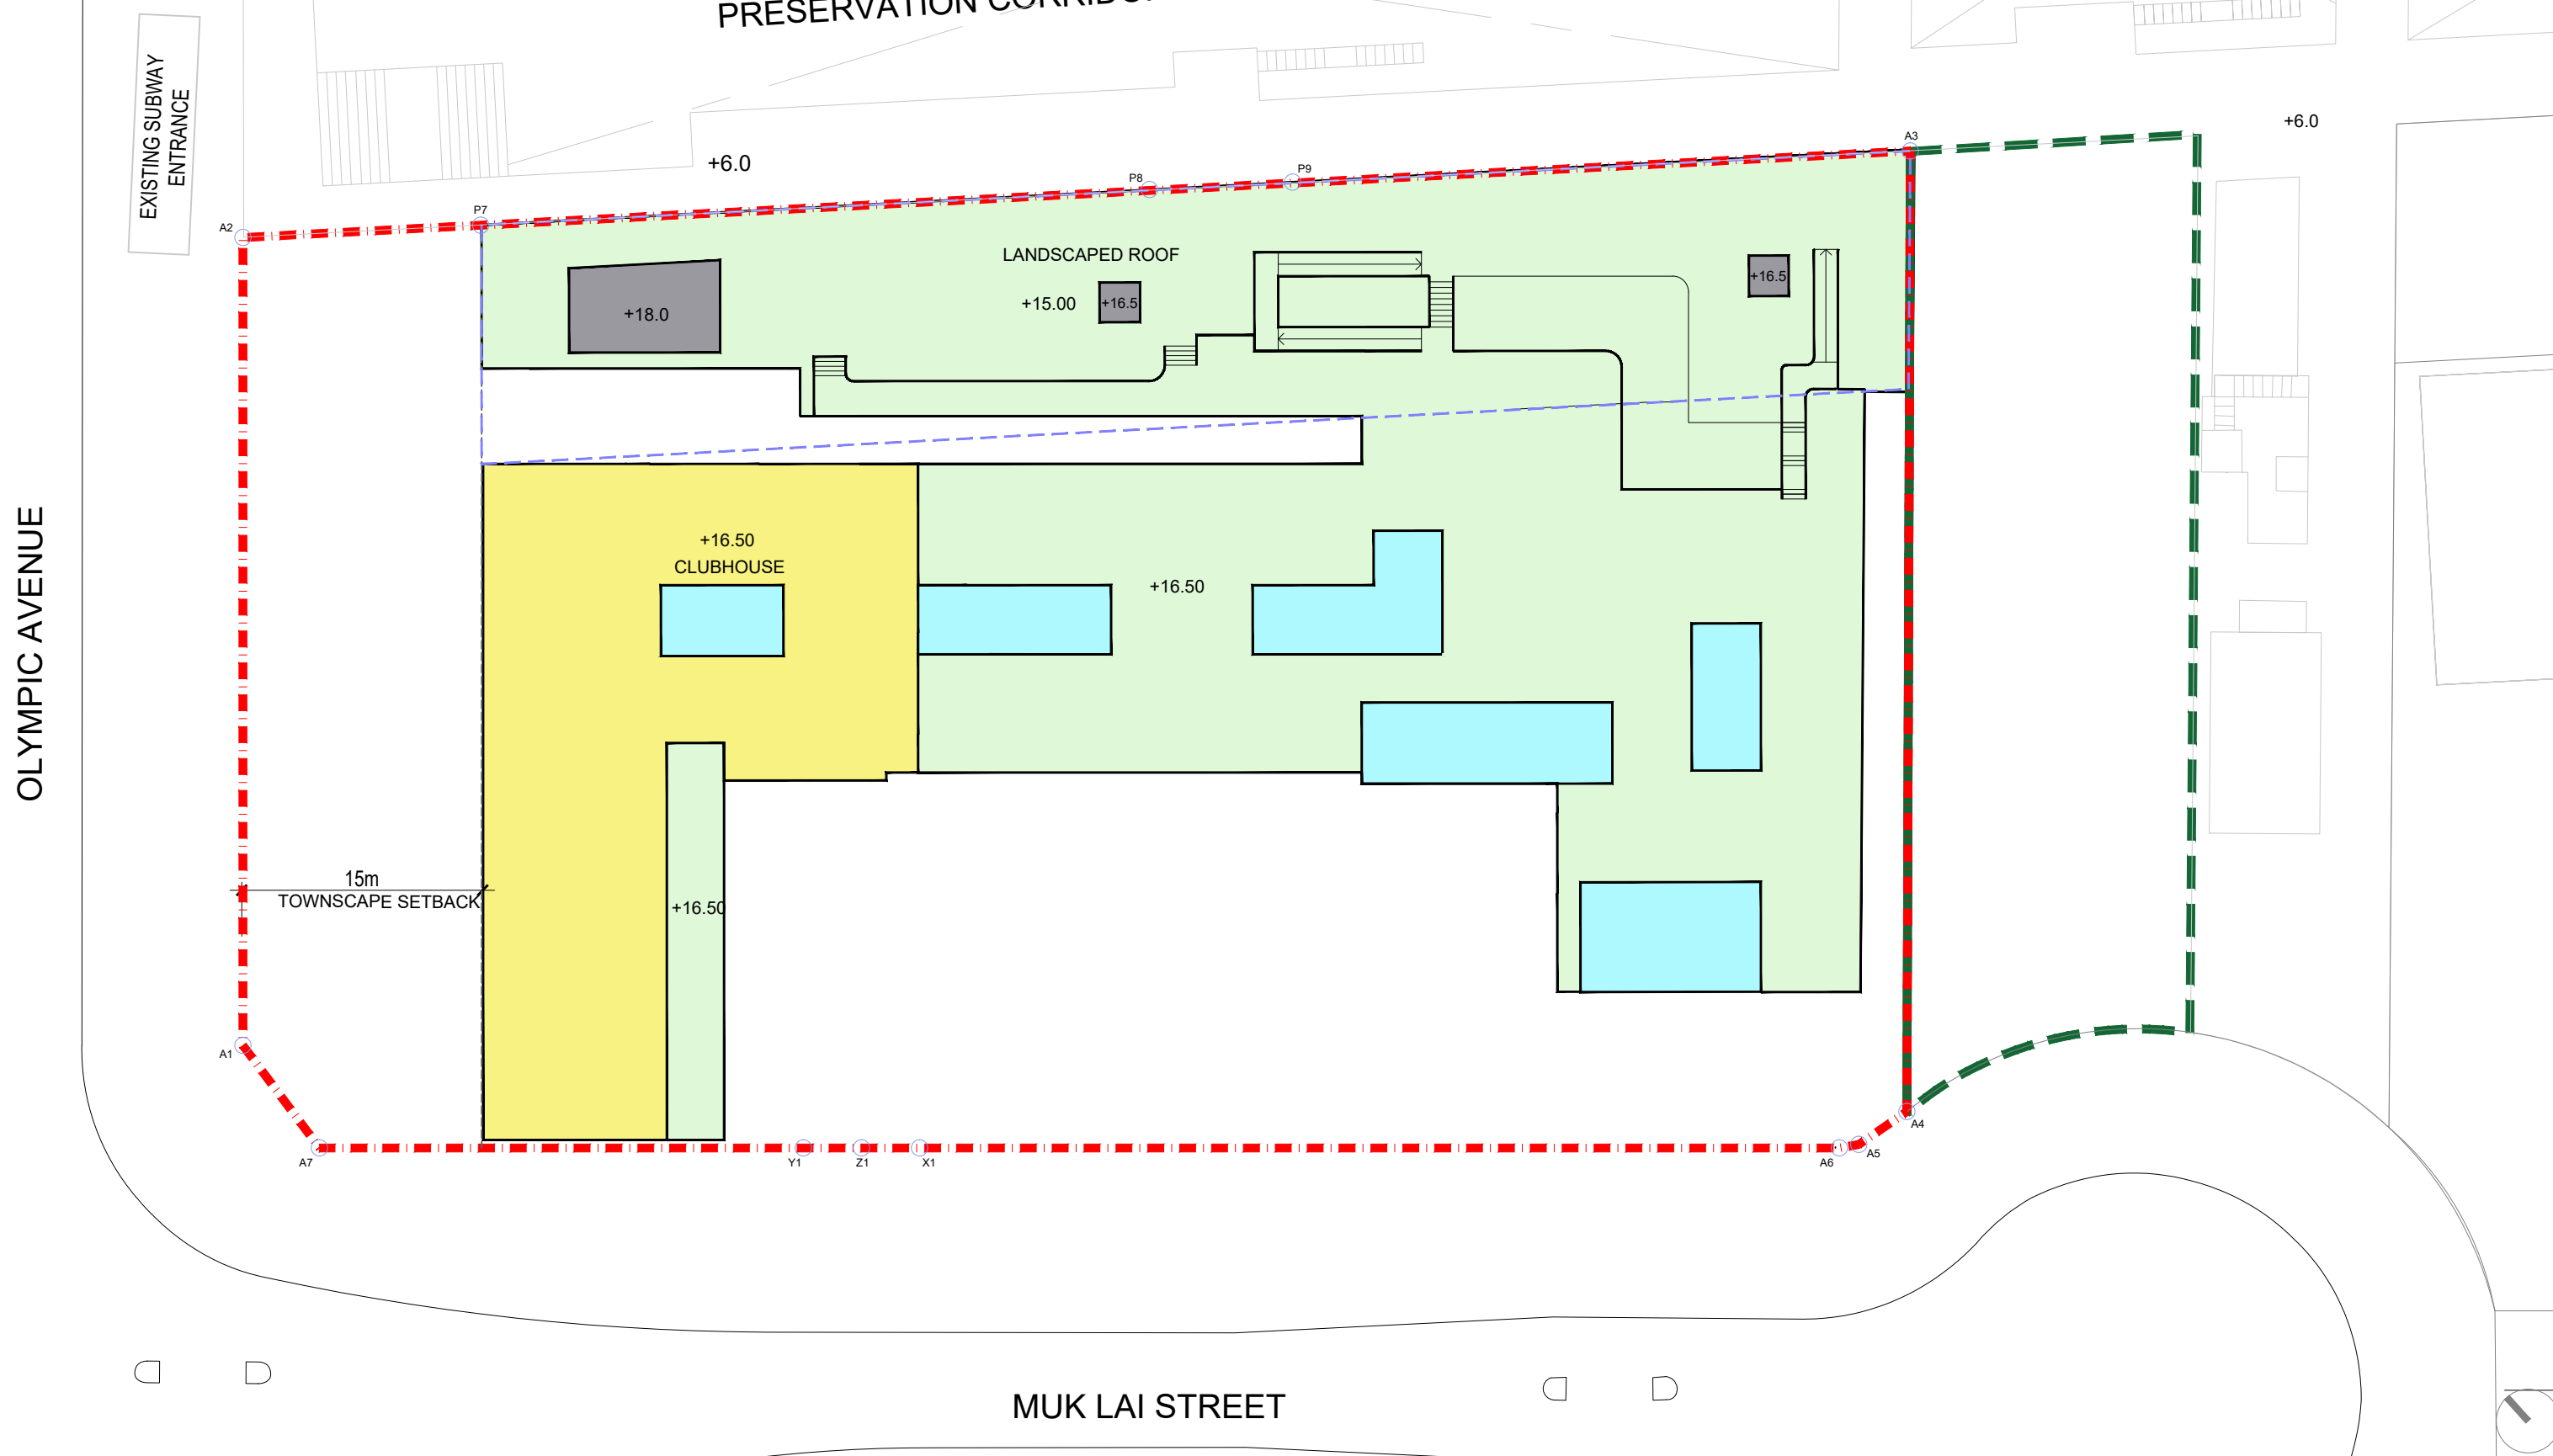 PRESERVATION
EXISTING SUBWAY
ENTRANCE
+6.0
+6.0
A3
P9
P8
P7
A2
LANDSCAPED ROOF
+15.00
+16.5
+16.5
+18.0
OLYMPIC AVENUE
+16.50
CLUBHOUSE
+16.50
15m
TOWNSCAPE SETBACK
+16.50
A1
A7
Y1
Z1
X1
A6
A5
A4
MUK LAI STREET